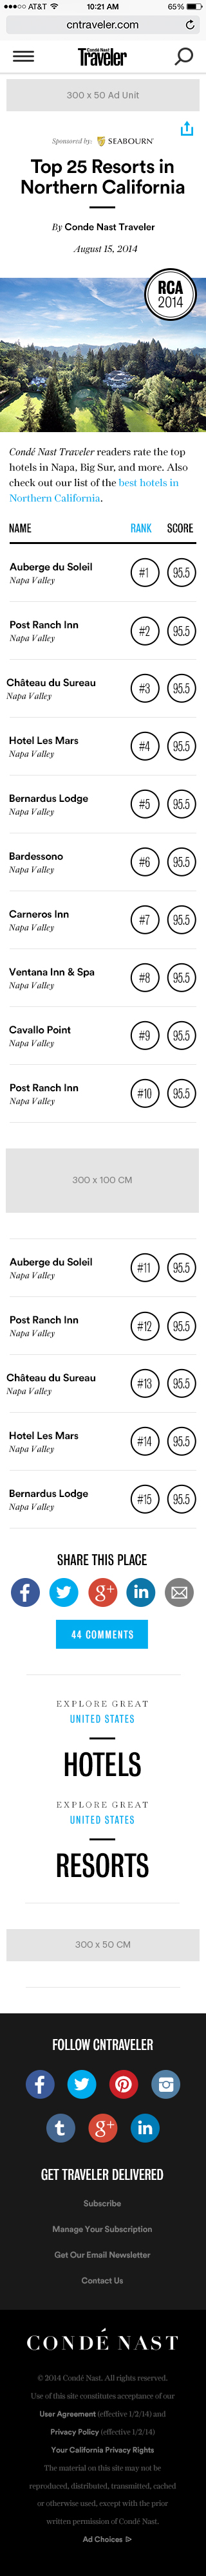 AT&T 10:21 AM 65%
cntraveler.com
Condé Nast
Traveler
300 x 50 Ad Unit
Sponsored by: SEABOURN
Top 25 Resorts in
Northern California
By Conde Nast Traveler
August 15, 2014
RCA
2014
Condé Nast Traveler readers rate the top
hotels in Napa, Big Sur, and more. Also
check out our list of the best hotels in
Northern California.
NAME RANK SCORE
Auberge du Soleil
Napa Valley
#1 95.5
Post Ranch Inn
Napa Valley
#2 95.5
Château du Sureau
Napa Valley
#3 95.5
Hotel Les Mars
Napa Valley
#4 95.5
Bernardus Lodge
Napa Valley
#5 95.5
Bardessono
Napa Valley
#6 95.5
Carneros Inn
Napa Valley
#7 95.5
Ventana Inn & Spa
Napa Valley
#8 95.5
Cavallo Point
Napa Valley
#9 95.5
Post Ranch Inn
Napa Valley
#10 95.5
300 x 100 CM
Auberge du Soleil
Napa Valley
#11 95.5
Post Ranch Inn
Napa Valley
#12 95.5
Château du Sureau
Napa Valley
#13 95.5
Hotel Les Mars
Napa Valley
#14 95.5
Bernardus Lodge
Napa Valley
#15 95.5
SHARE THIS PLACE
f g+ in
44 COMMENTS
EXPLORE GREAT
UNITED STATES
HOTELS
EXPLORE GREAT
UNITED STATES
RESORTS
300 x 50 CM
FOLLOW CNTRAVELER
f
t g+ in
GET TRAVELER DELIVERED
Subscribe
Manage Your Subscription
Get Our Email Newsletter
Contact Us
CONDÉ NAST
© 2014 Condé Nast. All rights reserved.
Use of this site constitutes acceptance of our
User Agreement (effective 1/2/14) and
Privacy Policy (effective 1/2/14)
Your California Privacy Rights
The material on this site may not be
reproduced, distributed, transmitted, cached
or otherwise used, except with the prior
written permission of Condé Nast.
Ad Choices